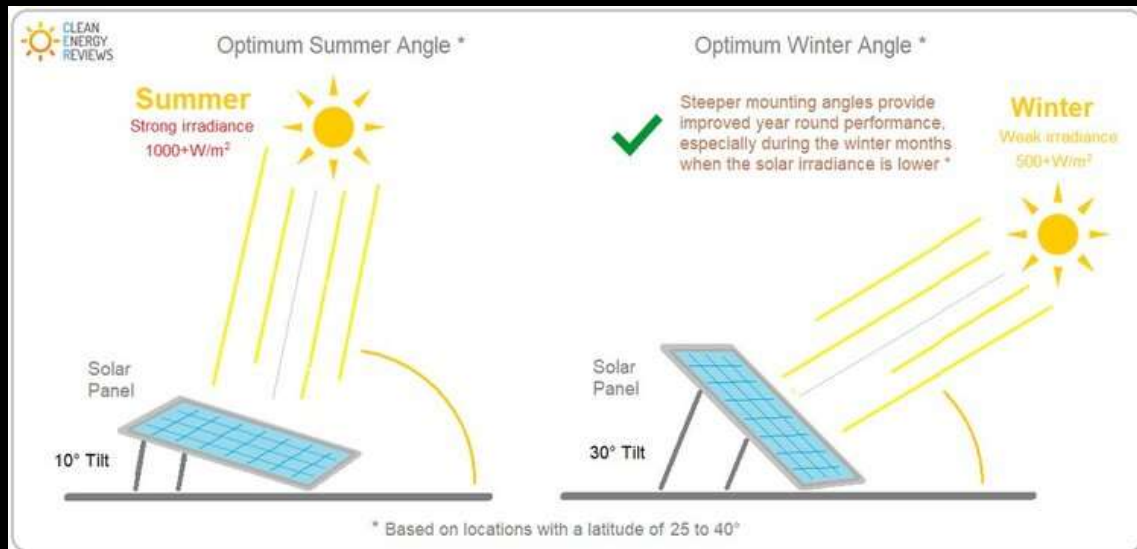 CLEAN
ENERGY
REVIEWS
Optimum Summer Angle *
Summer
Strong irradiance
1000+W/m²
Solar
Panel
10° Tilt
Optimum Winter Angle *
Steeper mounting angles provide
improved year round performance,
especially during the winter months
when the solar irradiance is lower *
Winter
Weak irradiance
500+W/m²
Solar
Panel
30° Tilt
* Based on locations with a latitude of 25 to 40°